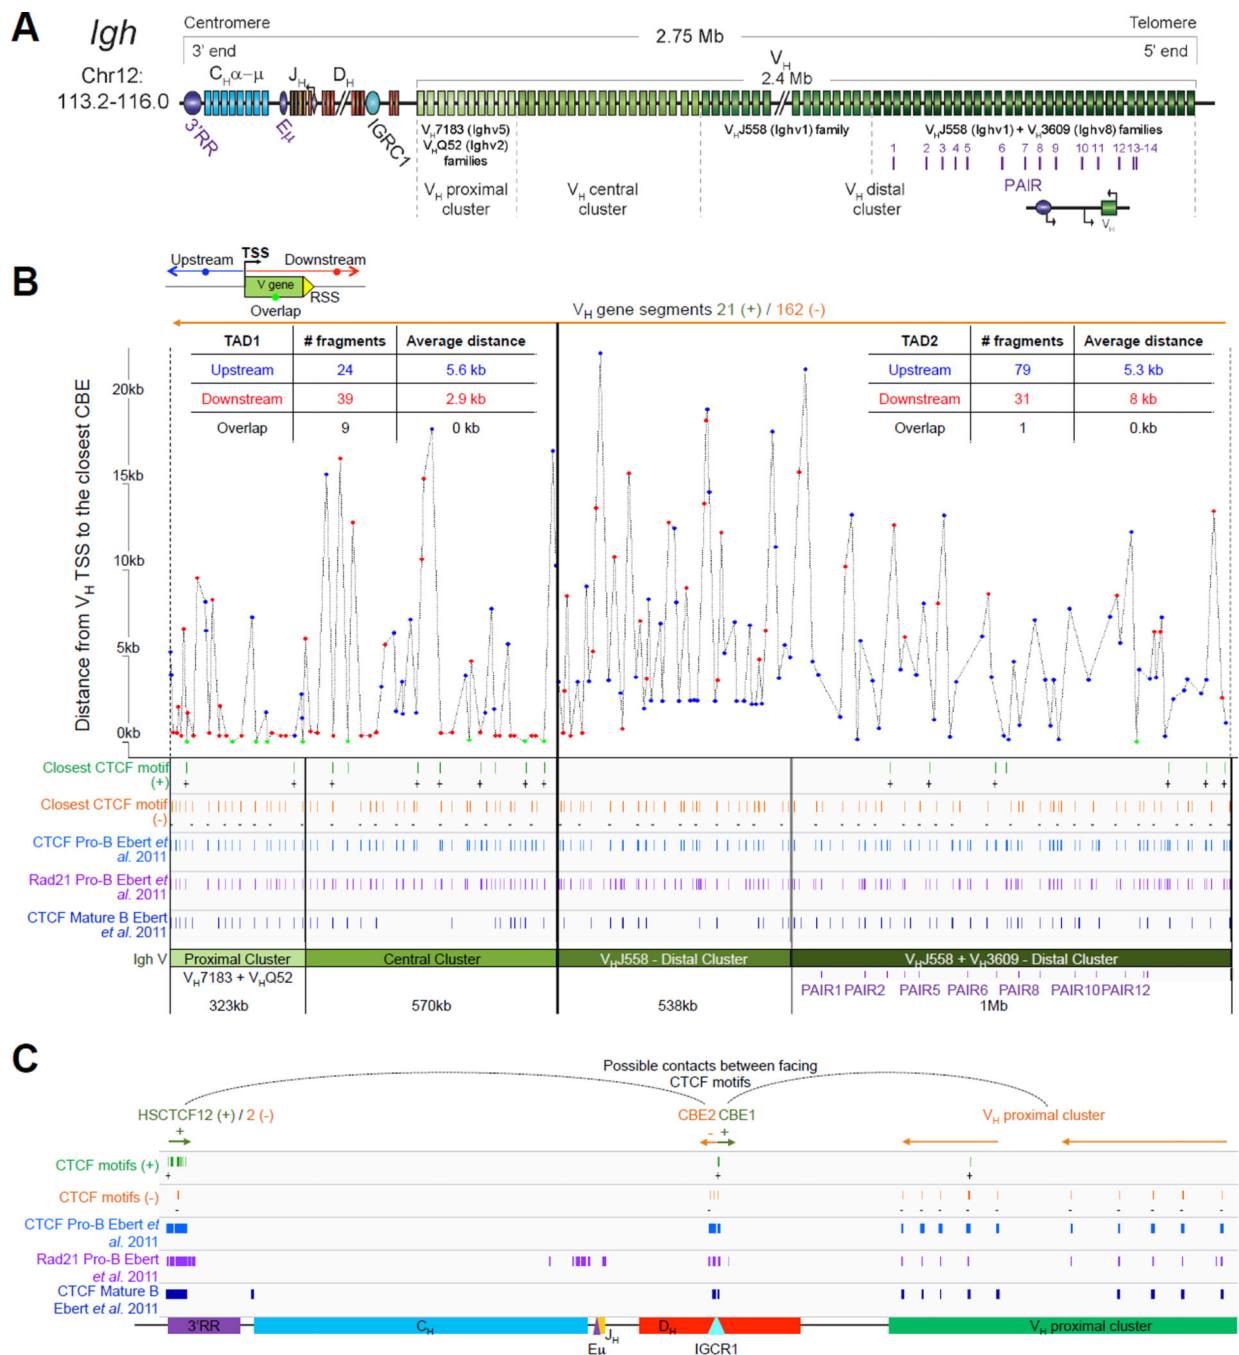 A
Igh
Chr12:
113.2-116.0
Centromere
3' end
2.75 Mb
Telomere
5' end
CHα-μ
JH
DH
VH
2.4 Mb
3'RR
Eμ
IGRC1
VH7183 (Ighv5)
VHQ52 (Ighv2)
families
VHJ558 (Ighv1) family
VHJ558 (Ighv1) + VH3609 (Ighv8) families
1 2 3 4 5 6 7 8 9 10 11 12 13-14
PAIR
VH proximal
cluster
VH central
cluster
VH distal
cluster
VH
B
Upstream
TSS
Downstream
V gene
RSS
Overlap
VH gene segments 21 (+) / 162 (-)
TAD1 # fragments Average distance
Upstream 24 5.6 kb
Downstream 39 2.9 kb
Overlap 9 0 kb
TAD2 # fragments Average distance
Upstream 79 5.3 kb
Downstream 31 8 kb
Overlap 1 0.kb
Distance from VH TSS to the closest CBE
20kb
15kb
10kb
5kb
0kb
Closest CTCF motif
(+)
+ + + + + + + + + + + + + +
Closest CTCF motif
(-)
CTCF Pro-B Ebert et
al. 2011
Rad21 Pro-B Ebert et
al. 2011
CTCF Mature B Ebert
et al. 2011
Igh V
Proximal Cluster
Central Cluster
VHJ558 - Distal Cluster
VHJ558 + VH3609 - Distal Cluster
VH7183 + VHQ52
PAIR1 PAIR2 PAIR5 PAIR6 PAIR8 PAIR10 PAIR12
323kb
570kb
538kb
1Mb
C
Possible contacts between facing
CTCF motifs
HSCTCF12 (+) / 2 (-)
+
CBE2 CBE1
- +
VH proximal cluster
CTCF motifs (+)
+ + +
CTCF motifs (-)
- - - - - - - - - - - -
CTCF Pro-B Ebert et
al. 2011
Rad21 Pro-B Ebert
et al. 2011
CTCF Mature B
Ebert et al. 2011
3'RR
CH
Eμ
JH
DH
IGCR1
VH proximal cluster